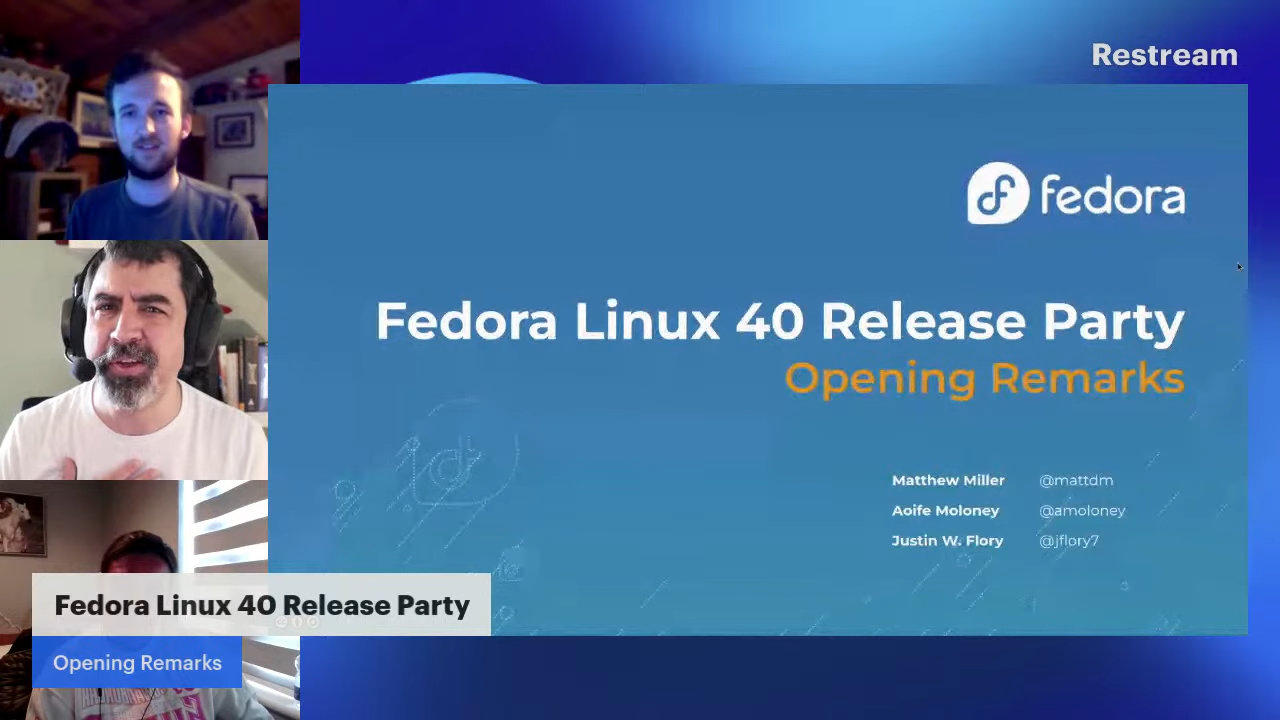 Restream
fedora
Fedora Linux 40 Release Party
Opening Remarks
Matthew Miller @mattdm
Aoife Moloney @amoloney
Justin W. Flory @jflory7
Fedora Linux 40 Release Party
Opening Remarks